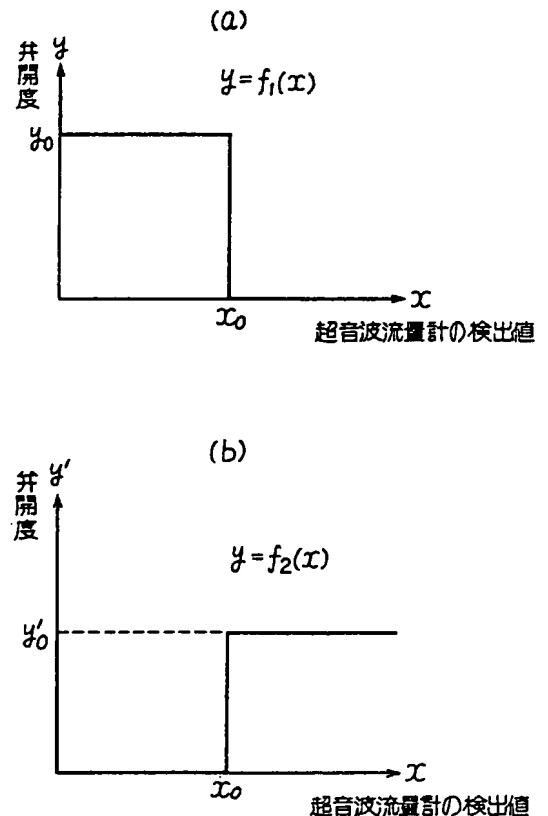 (a)
弁開度
y
y=f₁(x)
y₀
x₀
x
超音波流量計の検出値
(b)
弁開度
y′
y=f₂(x)
y′₀
x₀
x
超音波流量計の検出値